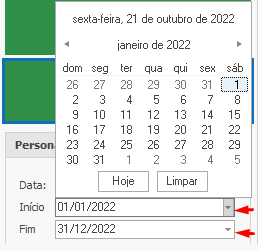 sexta-feira, 21 de outubro de 2022
janeiro de 2022
dom seg ter qua qui sex sáb
26 27 28 29 30 31 1
2 3 4 5 6 7 8
9 10 11 12 13 14 15
16 17 18 19 20 21 22
23 24 25 26 27 28 29
30 31 1 2 3 4 5
Hoje Limpar
Persona
Data:
Início 01/01/2022
Fim 31/12/2022